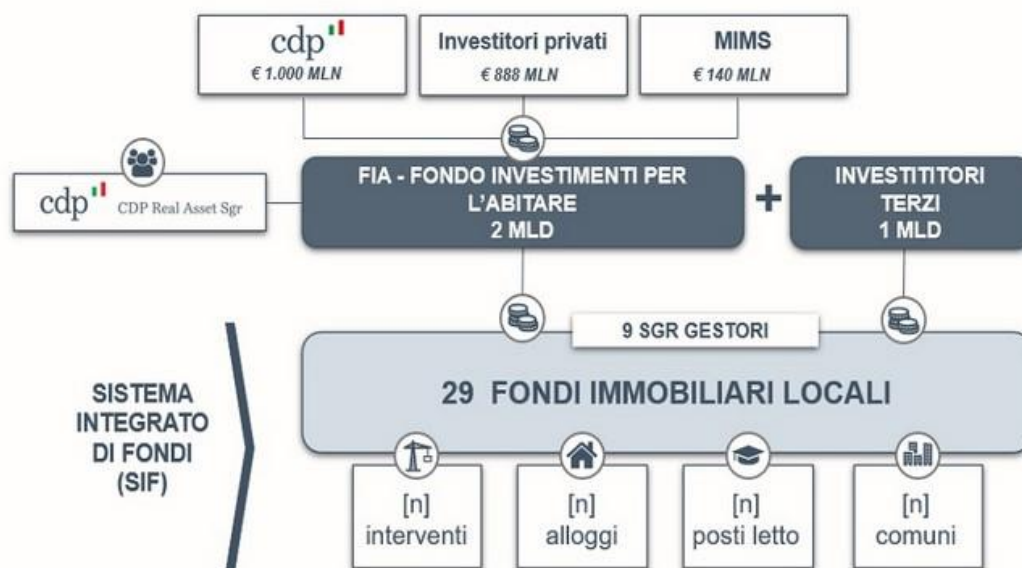 cdp
€ 1.000 MLN
Investitori privati
€ 888 MLN
MIMS
€ 140 MLN
cdp CDP Real Asset Sgr
FIA - FONDO INVESTIMENTI PER
L'ABITARE
2 MLD
+
INVESTITITORI
TERZI
1 MLD
9 SGR GESTORI
29 FONDI IMMOBILIARI LOCALI
SISTEMA
INTEGRATO
DI FONDI
(SIF)
[n]
interventi
[n]
alloggi
[n]
posti letto
[n]
comuni